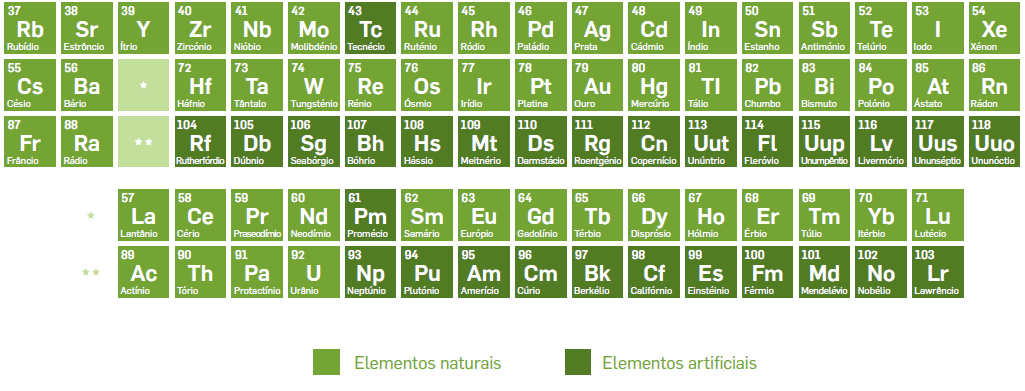 37 38 39 40 41 42 43 44 45 46 47 48 49 50 51 52 53 54
Rb Sr Y Zr Nb Mo Tc Ru Rh Pd Ag Cd In Sn Sb Te I Xe
Rubídio Estrôncio Ítrio Zircónio Nióbio Molibdénio Tecnécio Ruténio Ródio Paládio Prata Cádmio Índio Estanho Antimónio Telúrio Iodo Xénon
55 56 72 73 74 75 76 77 78 79 80 81 82 83 84 85 86
Cs Ba Hf Ta W Re Os Ir Pt Au Hg Tl Pb Bi Po At Rn
Césio Bário Háfnio Tântalo Tungsténio Rénio Ósmio Irídio Platina Ouro Mercúrio Tálio Chumbo Bismuto Polónio Ástato Rádon
87 88 104 105 106 107 108 109 110 111 112 113 114 115 116 117 118
Fr Ra Rf Db Sg Bh Hs Mt Ds Rg Cn Uut Fl Uup Lv Uus Uuo
Frâncio Rádio Rutherfórdio Dúbnio Seabórgio Bóhrio Hássio Meitnério Darmstácio Roentgénio Copernício Unúntrio Fleróvio Ununpêntio Livermório Ununséptio Ununóctio
57 58 59 60 61 62 63 64 65 66 67 68 69 70 71
La Ce Pr Nd Pm Sm Eu Gd Tb Dy Ho Er Tm Yb Lu
Lantânio Cério Praseodímio Neodímio Promécio Samário Európio Gadolínio Térbio Disprósio Hólmio Érbio Túlio Itérbio Lutécio
89 90 91 92 93 94 95 96 97 98 99 100 101 102 103
Ac Th Pa U Np Pu Am Cm Bk Cf Es Fm Md No Lr
Actínio Tório Protactínio Urânio Neptúnio Plutónio Amerício Cúrio Berkélio Califórnio Einstéinio Férmio Mendelévio Nobélio Lawrêncio
Elementos naturais Elementos artificiais